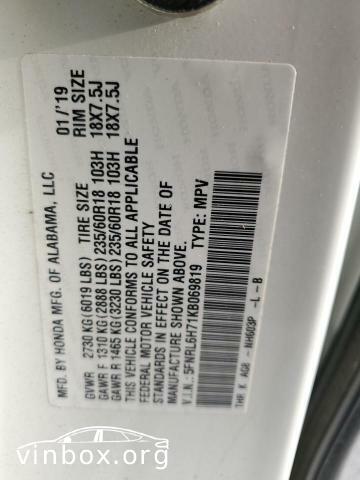 MFD. BY HONDA MFG. OF ALABAMA, LLC 01/'19
GVWR 2730 KG(6019 LBS) TIRE SIZE RIM SIZE
GAWR F 1310 KG(2888 LBS) 235/60R18 103H 18X7.5J
GAWR R 1465 KG(3230 LBS) 235/60R18 103H 18X7.5J
THIS VEHICLE CONFORMS TO ALL APPLICABLE
FEDERAL MOTOR VEHICLE SAFETY
STANDARDS IN EFFECT ON THE DATE OF
MANUFACTURE SHOWN ABOVE.
V.I.N.: 5FNRL6H71KB069819 TYPE: MPV
THR K AGE - NH603P -L -B
vinbox.org